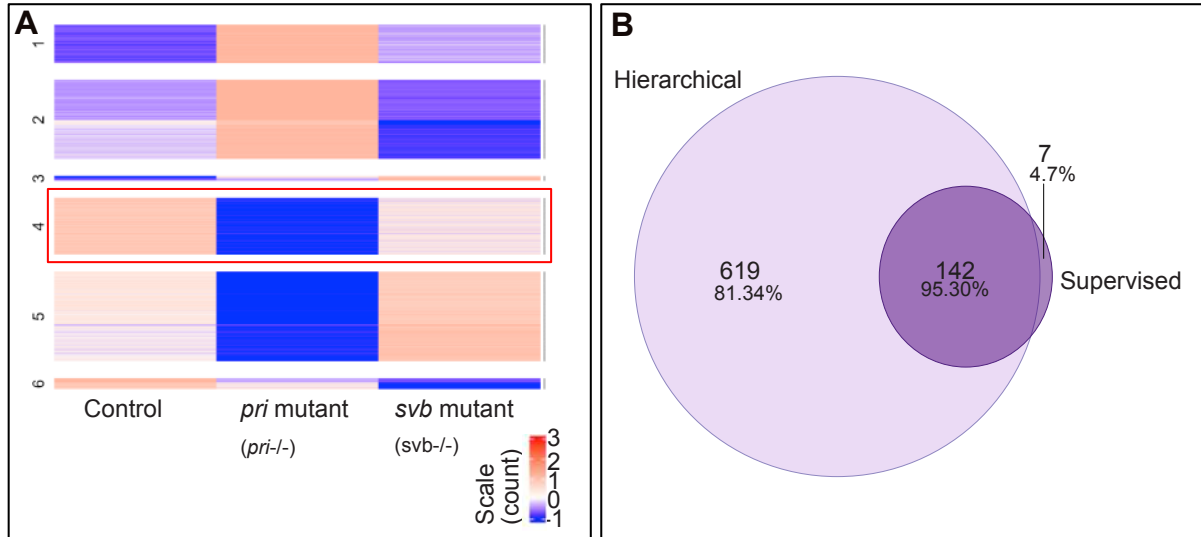 A
1
2
3
4
5
6
Control
pri mutant
(pri-/-)
svb mutant
(svb-/-)
Scale
(count)
3
2
1
0
-1
B
Hierarchical
7
4.7%
619
81.34%
142
95.30%
Supervised